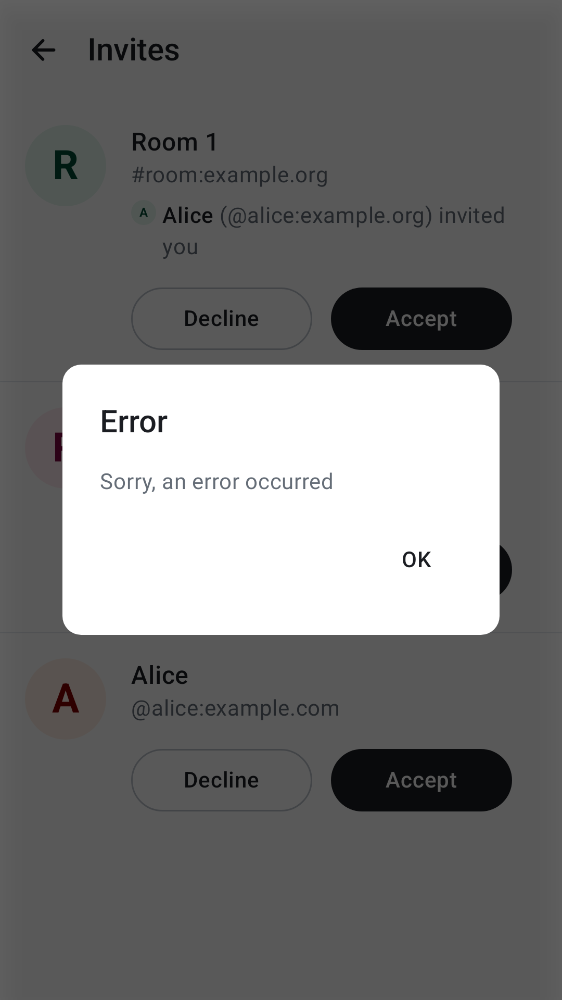 Invites
R
Room 1
#room:example.org
A Alice (@alice:example.org) invited
you
Decline
Accept
Error
Sorry, an error occurred
OK
A
Alice
@alice:example.com
Decline
Accept